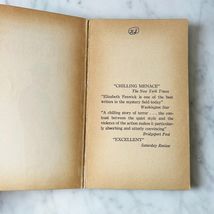 "CHILLING MENACE"
The New York Times
"Elizabeth Fenwick is one of the best
writers in the mystery field today"
Washington Star
"A chilling story of terror . . . the con-
trast between the quiet style and the
violence of the action makes it particular-
ly absorbing and utterly convincing"
Bridgeport Post
"EXCELLENT"
Saturday Review